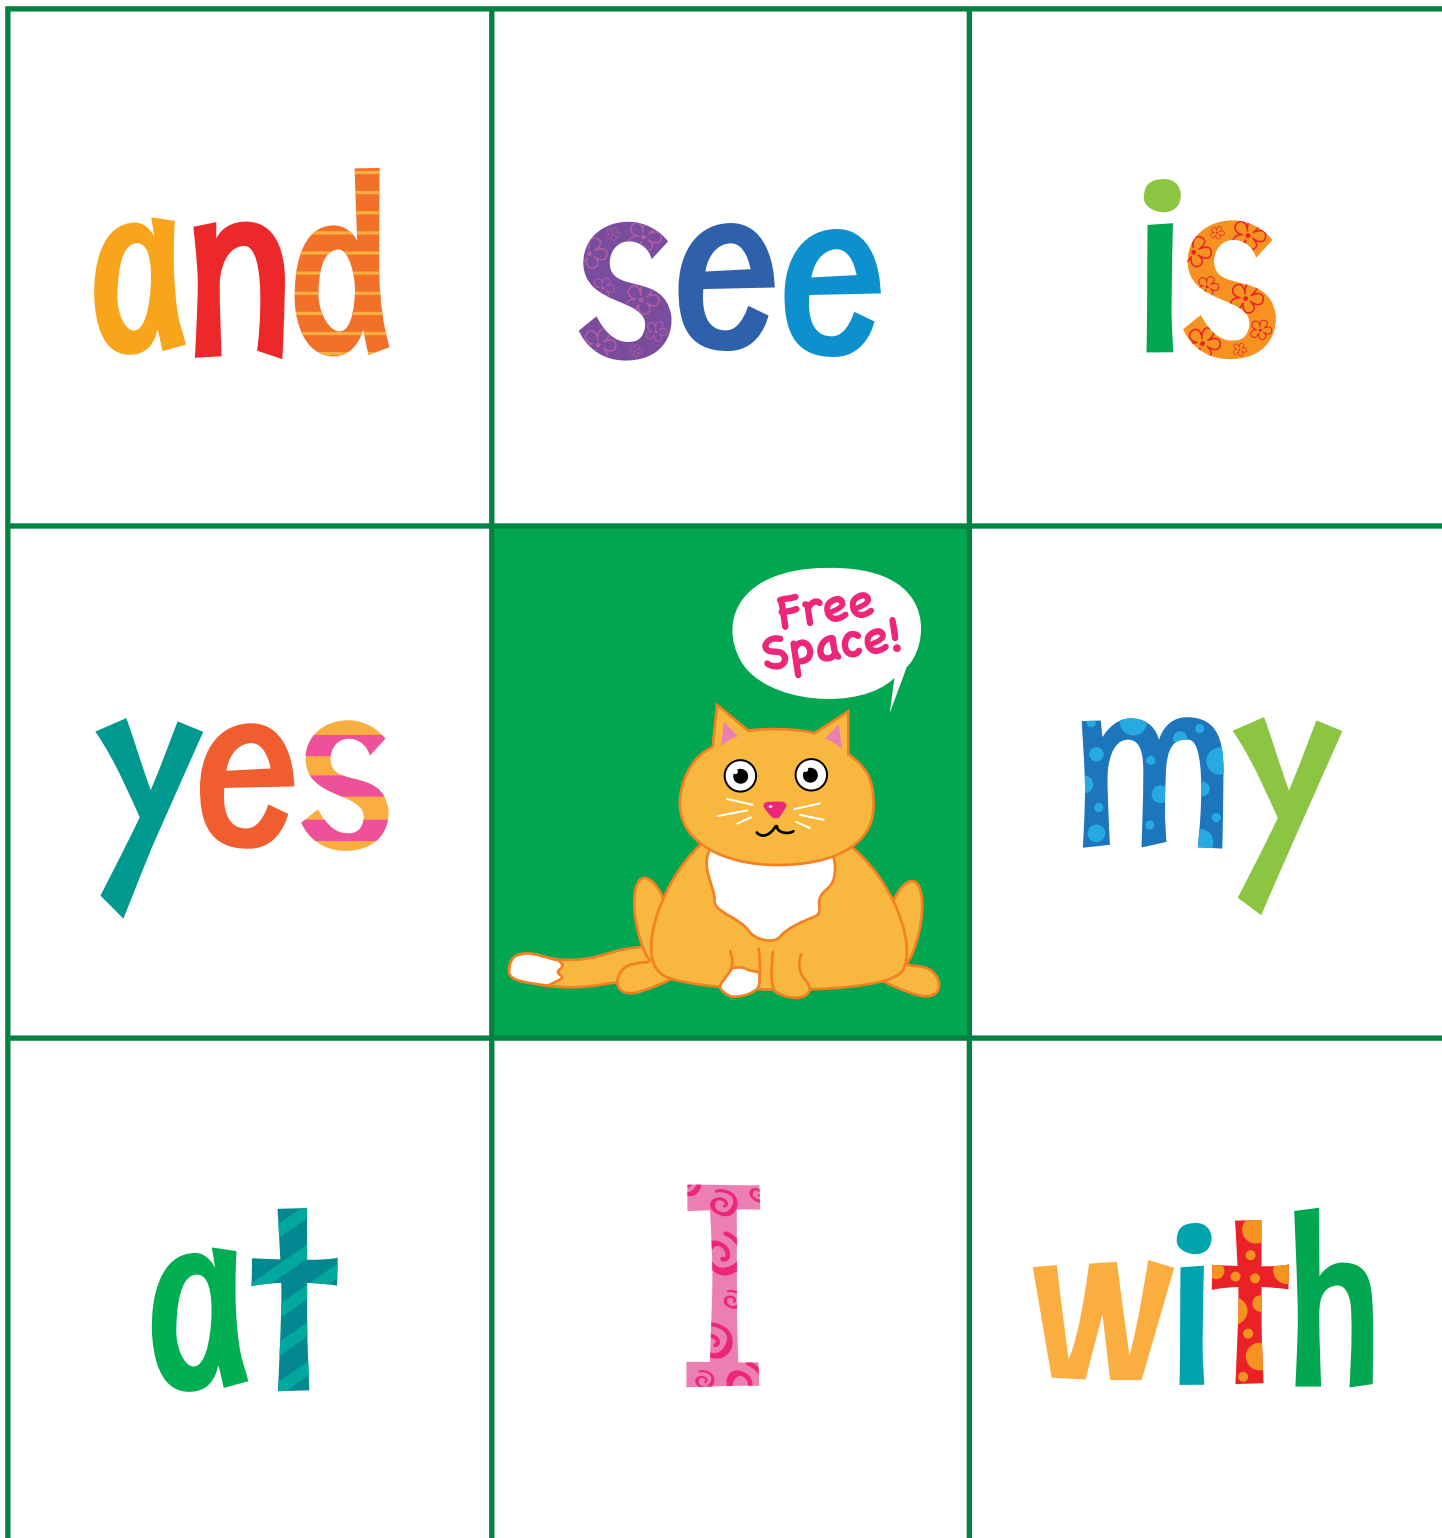 and
see
is
yes
Free
Space!
my
at
I
with